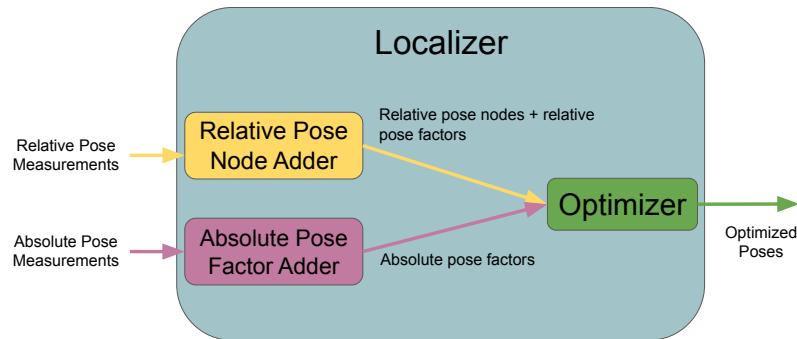 Localizer
Relative Pose
Measurements
Relative Pose
Node Adder
Relative pose nodes + relative
pose factors
Optimizer
Optimized
Poses
Absolute Pose
Measurements
Absolute Pose
Factor Adder
Absolute pose factors